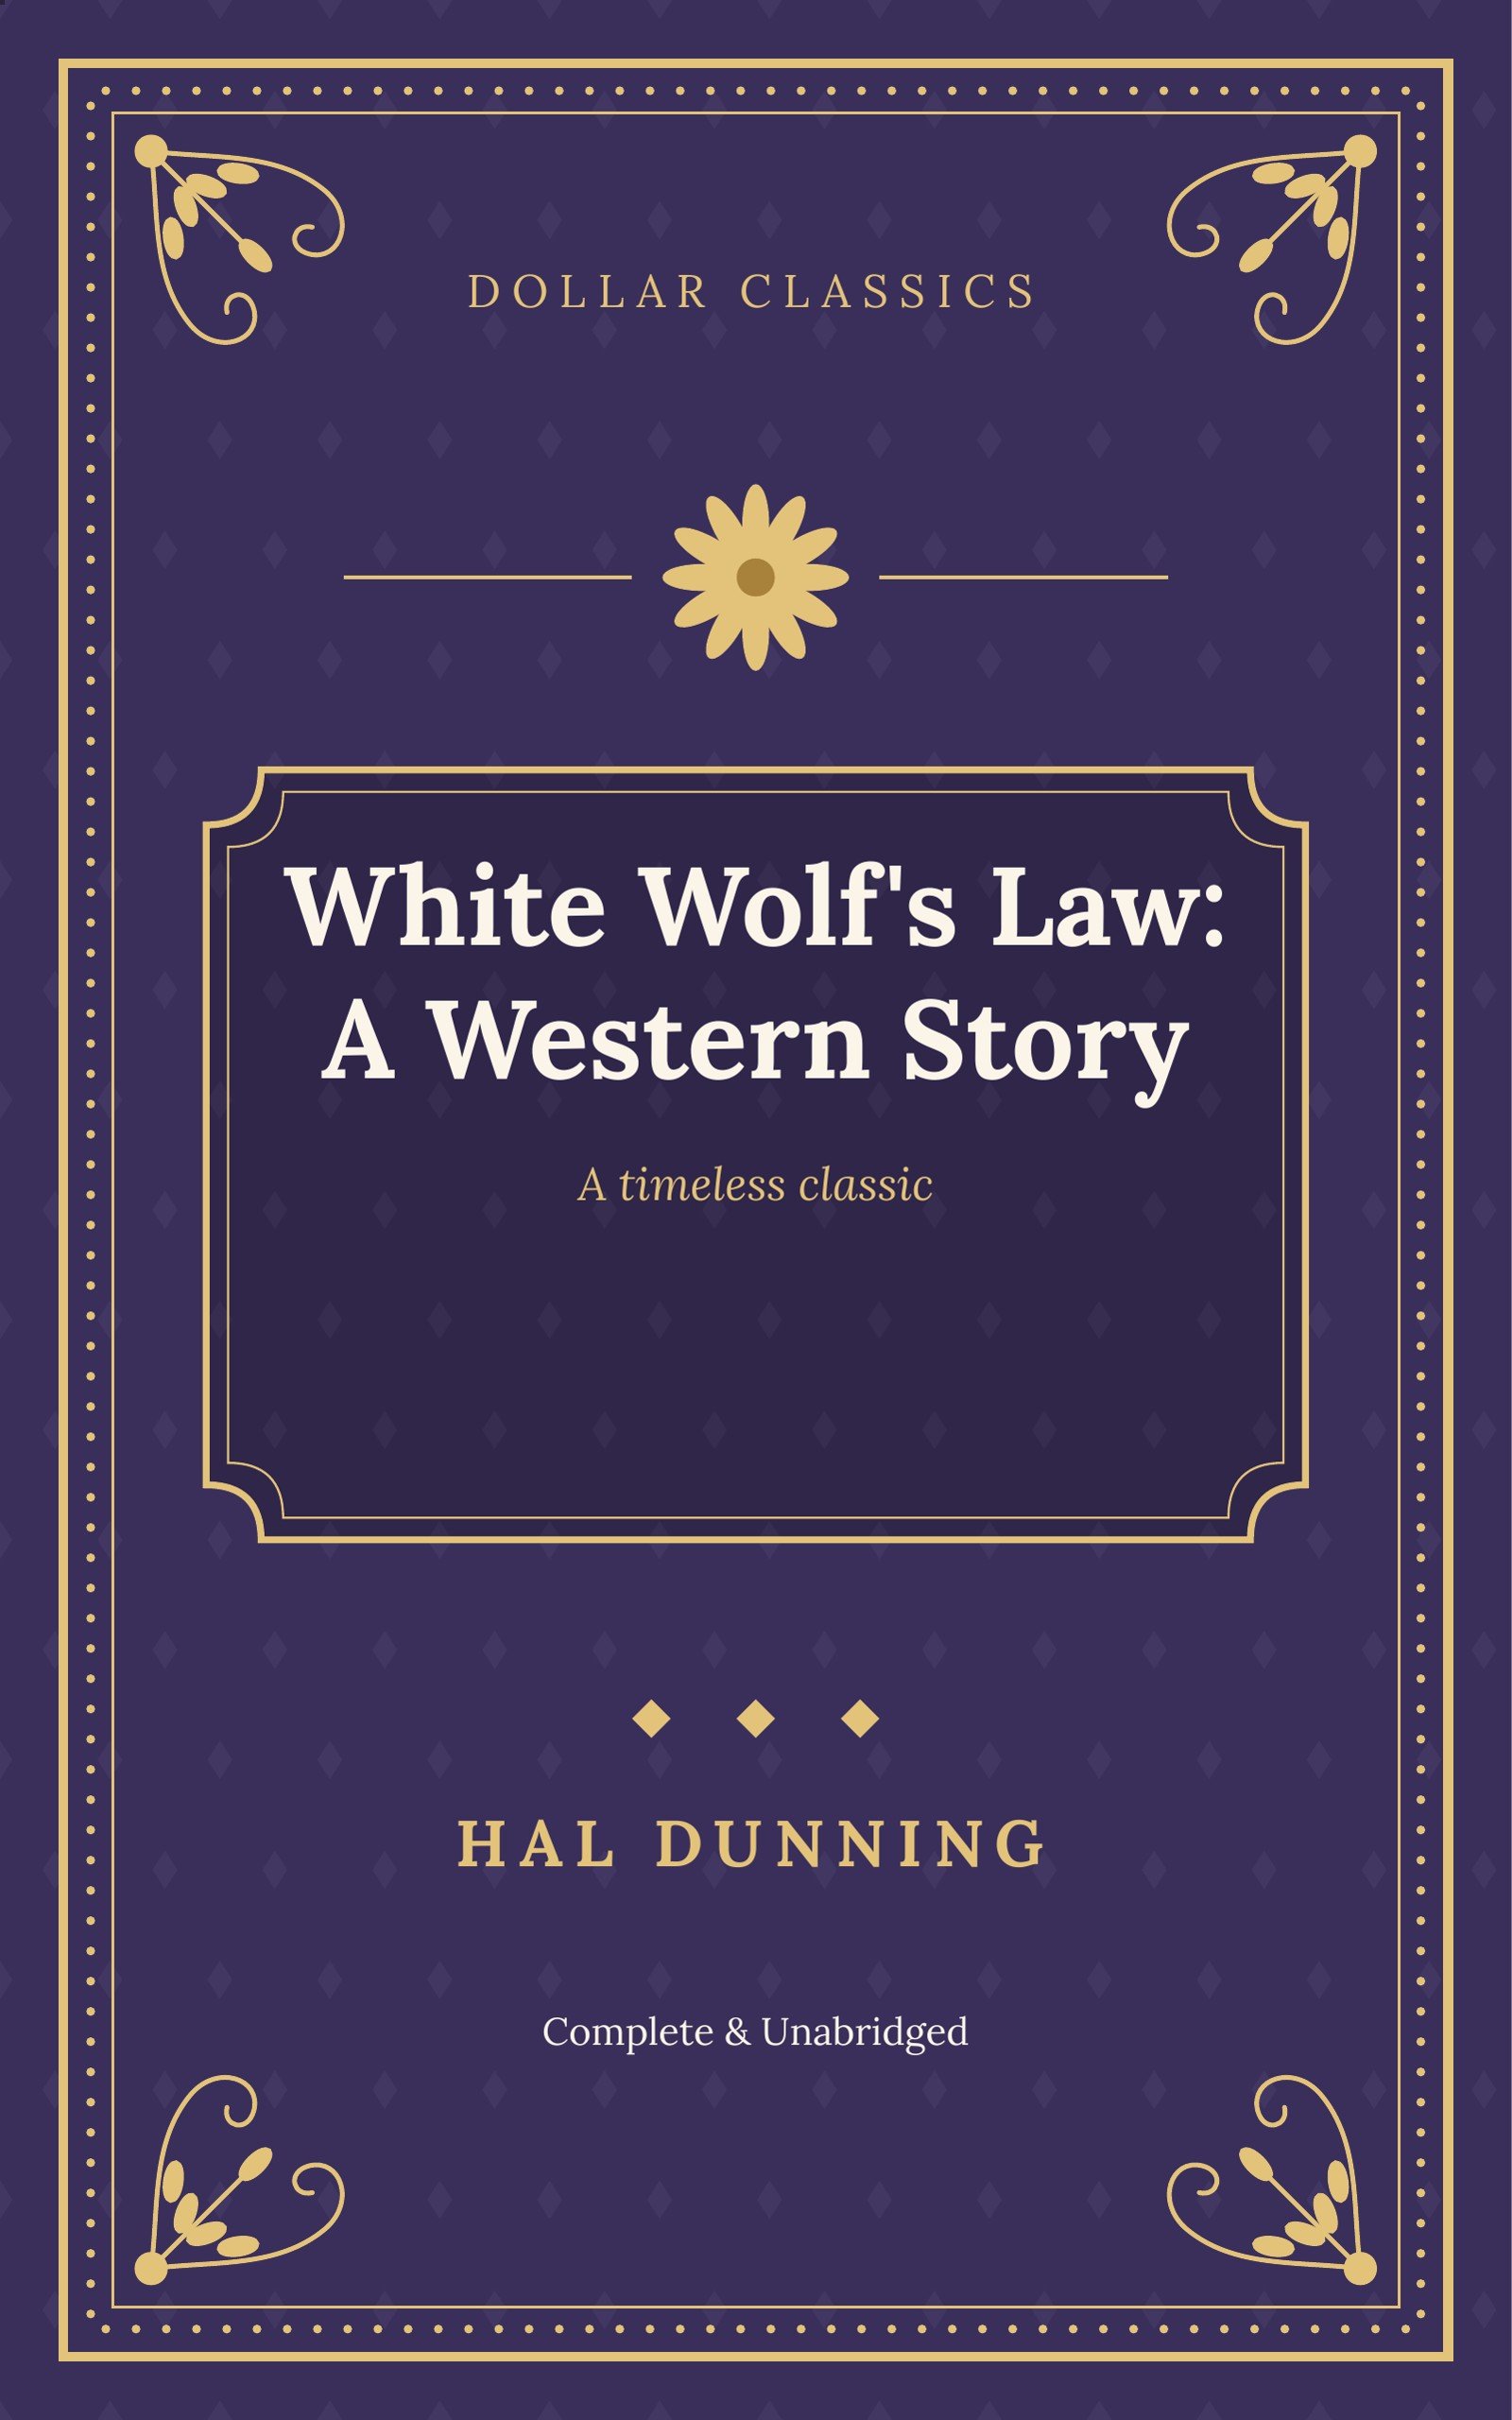 DOLLAR CLASSICS
White Wolf's Law:
A Western Story
A timeless classic
HAL DUNNING
Complete & Unabridged